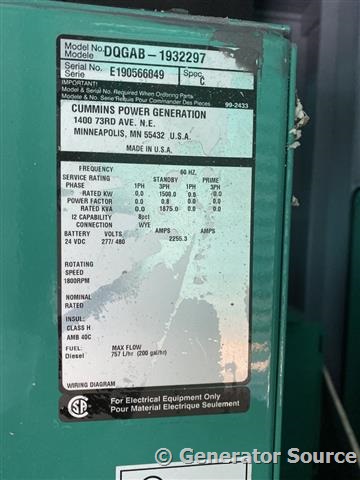 Model No. DQGAB-1932297
Modele
Serial No. E190566849 Spec. C
Série
IMPORTANT:
Model & Serial No. Required When Ordering Parts
Modele & No./Serie Requis Pour Commander Des Pieces 99-2433
CUMMINS POWER GENERATION
1400 73RD AVE. N.E.
MINNEAPOLIS, MN 55432 U.S.A.
MADE IN U.S.A.
FREQUENCY 60 HZ.
SERVICE RATING STANDBY PRIME
PHASE 1PH 3PH 1PH 3PH
RATED KW 0.0 1500.0 0.0 0.0
POWER FACTOR 0.0 0.8 0.0 0.0
RATED KVA 0.0 1875.0 0.0 0.0
I2 CAPABILITY 8pct
CONNECTION WYE
BATTERY VOLTS AMPS AMPS
24 VDC 277/ 480 2255.3
ROTATING
SPEED
1800RPM
NOMINAL
RATED
INSUL:
CLASS H
AMB 40C
FUEL: MAX FLOW
Diesel 757 L/hr (200 gal/hr)
WIRING DIAGRAM
For Electrical Equipment Only
Pour Material Electrique Seulement
© Generator Source